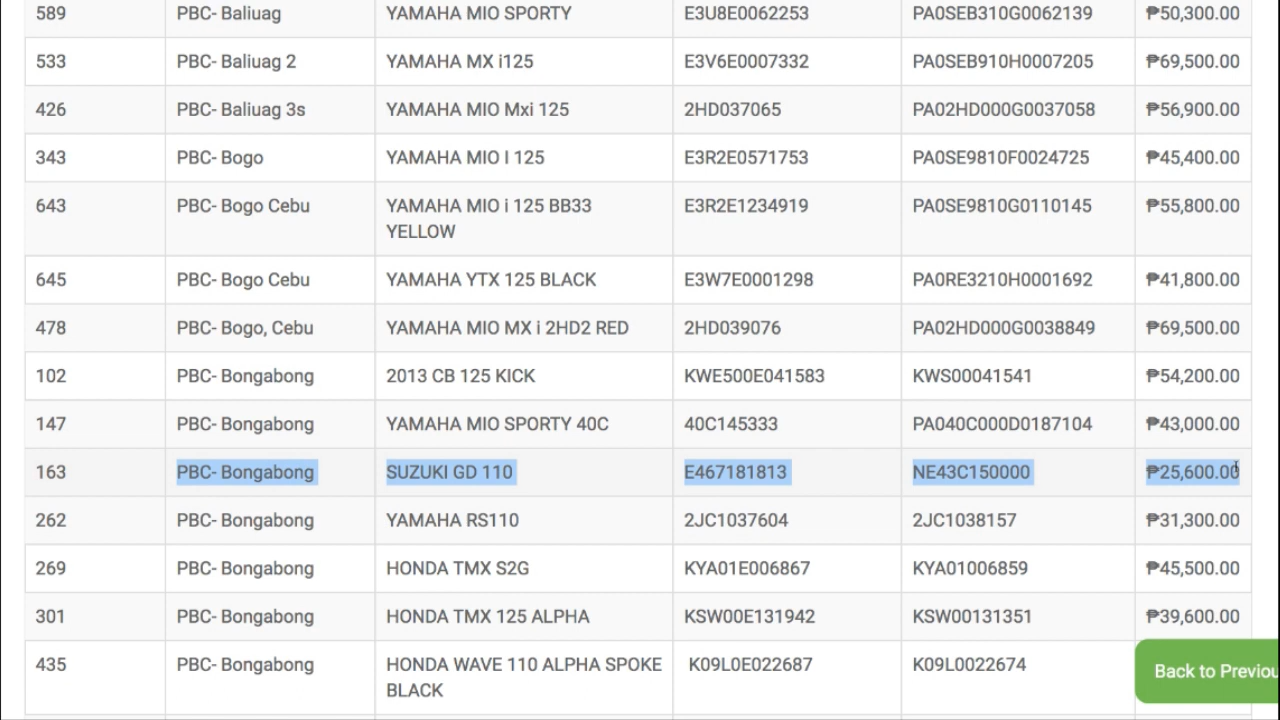 589 PBC- Baliuag YAMAHA MIO SPORTY E3U8E0062253 PA0SEB310G0062139 ₱50,300.00
533 PBC- Baliuag 2 YAMAHA MX i125 E3V6E0007332 PA0SEB910H0007205 ₱69,500.00
426 PBC- Baliuag 3s YAMAHA MIO Mxi 125 2HD037065 PA02HD000G0037058 ₱56,900.00
343 PBC- Bogo YAMAHA MIO I 125 E3R2E0571753 PA0SE9810F0024725 ₱45,400.00
643 PBC- Bogo Cebu YAMAHA MIO i 125 BB33 E3R2E1234919 PA0SE9810G0110145 ₱55,800.00
YELLOW
645 PBC- Bogo Cebu YAMAHA YTX 125 BLACK E3W7E0001298 PA0RE3210H0001692 ₱41,800.00
478 PBC- Bogo, Cebu YAMAHA MIO MX i 2HD2 RED 2HD039076 PA02HD000G0038849 ₱69,500.00
102 PBC- Bongabong 2013 CB 125 KICK KWE500E041583 KWS00041541 ₱54,200.00
147 PBC- Bongabong YAMAHA MIO SPORTY 40C 40C145333 PA040C000D0187104 ₱43,000.00
163 PBC- Bongabong SUZUKI GD 110 E467181813 NE43C150000 ₱25,600.00
262 PBC- Bongabong YAMAHA RS110 2JC1037604 2JC1038157 ₱31,300.00
269 PBC- Bongabong HONDA TMX S2G KYA01E006867 KYA01006859 ₱45,500.00
301 PBC- Bongabong HONDA TMX 125 ALPHA KSW00E131942 KSW00131351 ₱39,600.00
435 PBC- Bongabong HONDA WAVE 110 ALPHA SPOKE K09L0E022687 K09L0022674
BLACK
Back to Previou